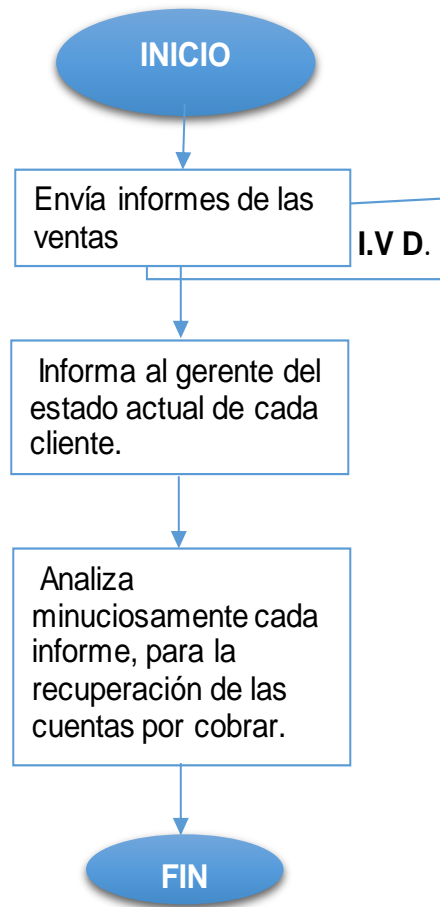 INICIO
Envía informes de las
ventas
I.V D.
Informa al gerente del
estado actual de cada
cliente.
Analiza
minuciosamente cada
informe, para la
recuperación de las
cuentas por cobrar.
FIN